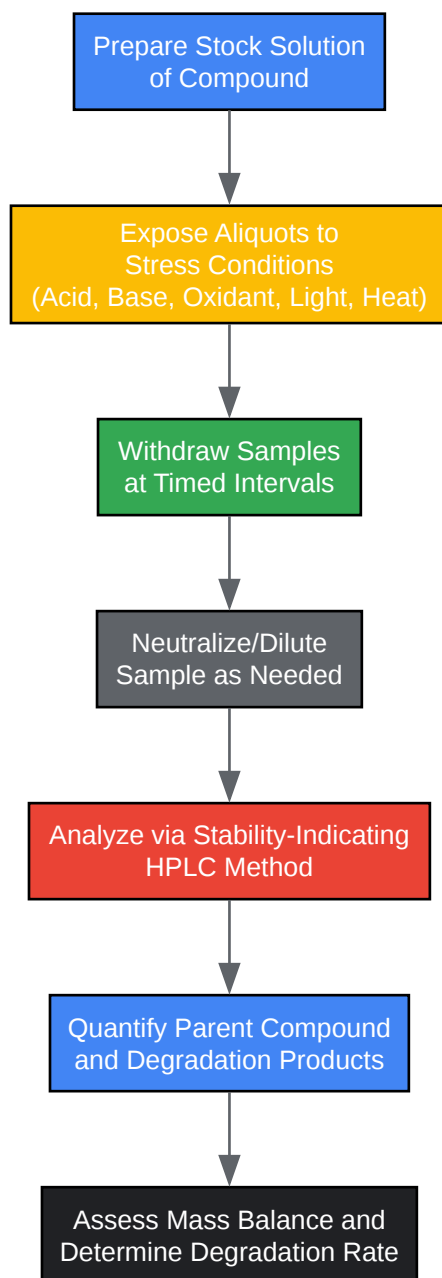 Prepare Stock Solution
of Compound
Expose Aliquots to
Stress Conditions
(Acid, Base, Oxidant, Light, Heat)
Withdraw Samples
at Timed Intervals
Neutralize/Dilute
Sample as Needed
Analyze via Stability-Indicating
HPLC Method
Quantify Parent Compound
and Degradation Products
Assess Mass Balance and
Determine Degradation Rate